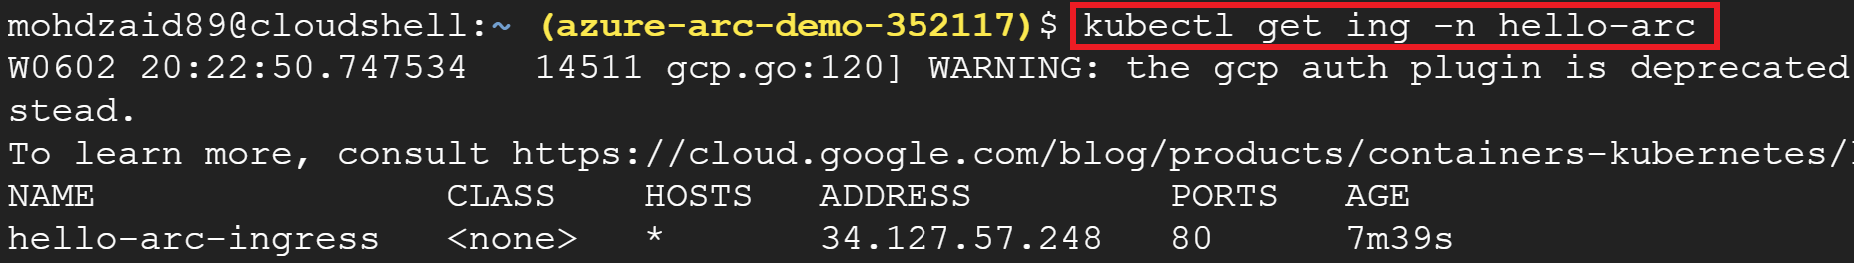 mohdzaid89@cloudshell:~ (azure-arc-demo-352117)$ kubectl get ing -n hello-arc
W0602 20:22:50.747534   14511 gcp.go:120] WARNING: the gcp auth plugin is deprecated
stead.
To learn more, consult https://cloud.google.com/blog/products/containers-kubernetes/
NAME                CLASS    HOSTS   ADDRESS         PORTS   AGE
hello-arc-ingress   <none>   *       34.127.57.248   80      7m39s